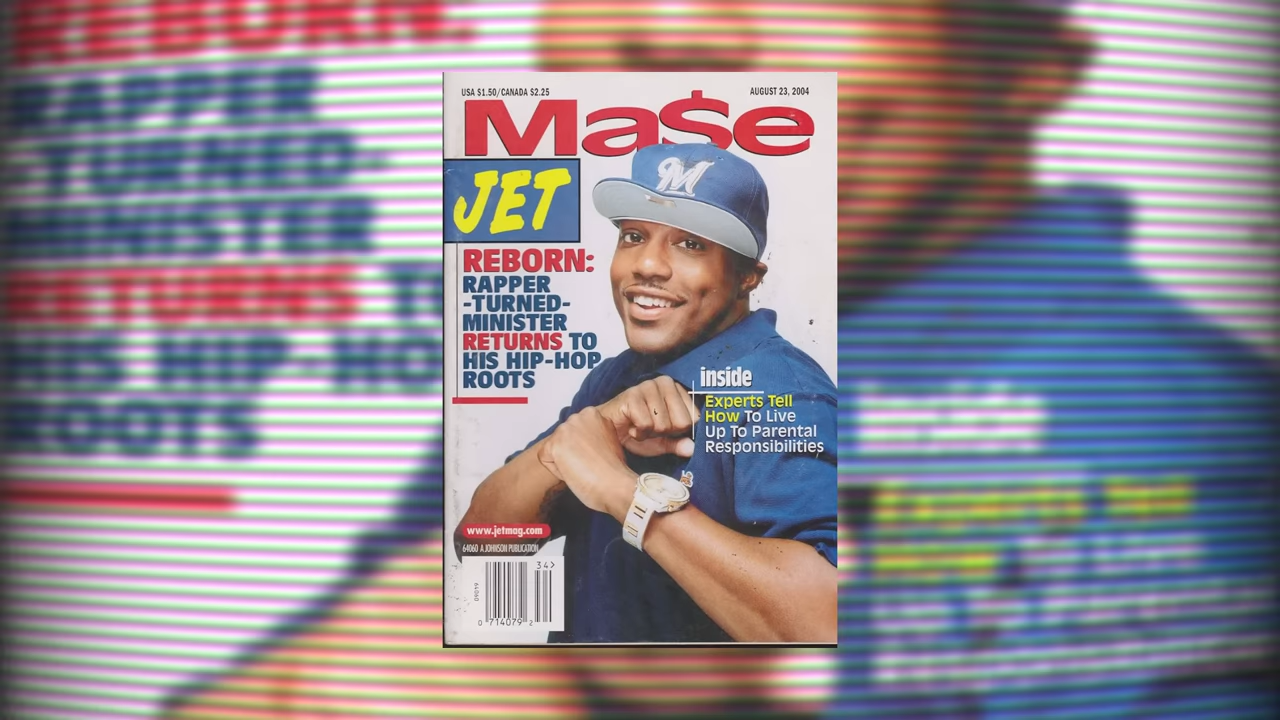 USA $1.50/CANADA $2.25
AUGUST 23, 2004
Ma$e
M
JET
REBORN:
RAPPER
-TURNED-
MINISTER
RETURNS TO
HIS HIP-HOP
ROOTS
inside
Experts Tell
How To Live
Up To Parental
Responsibilities
www.jetmag.com
64060 A JOHNSON PUBLICATION
34>
09019
0 714079 2